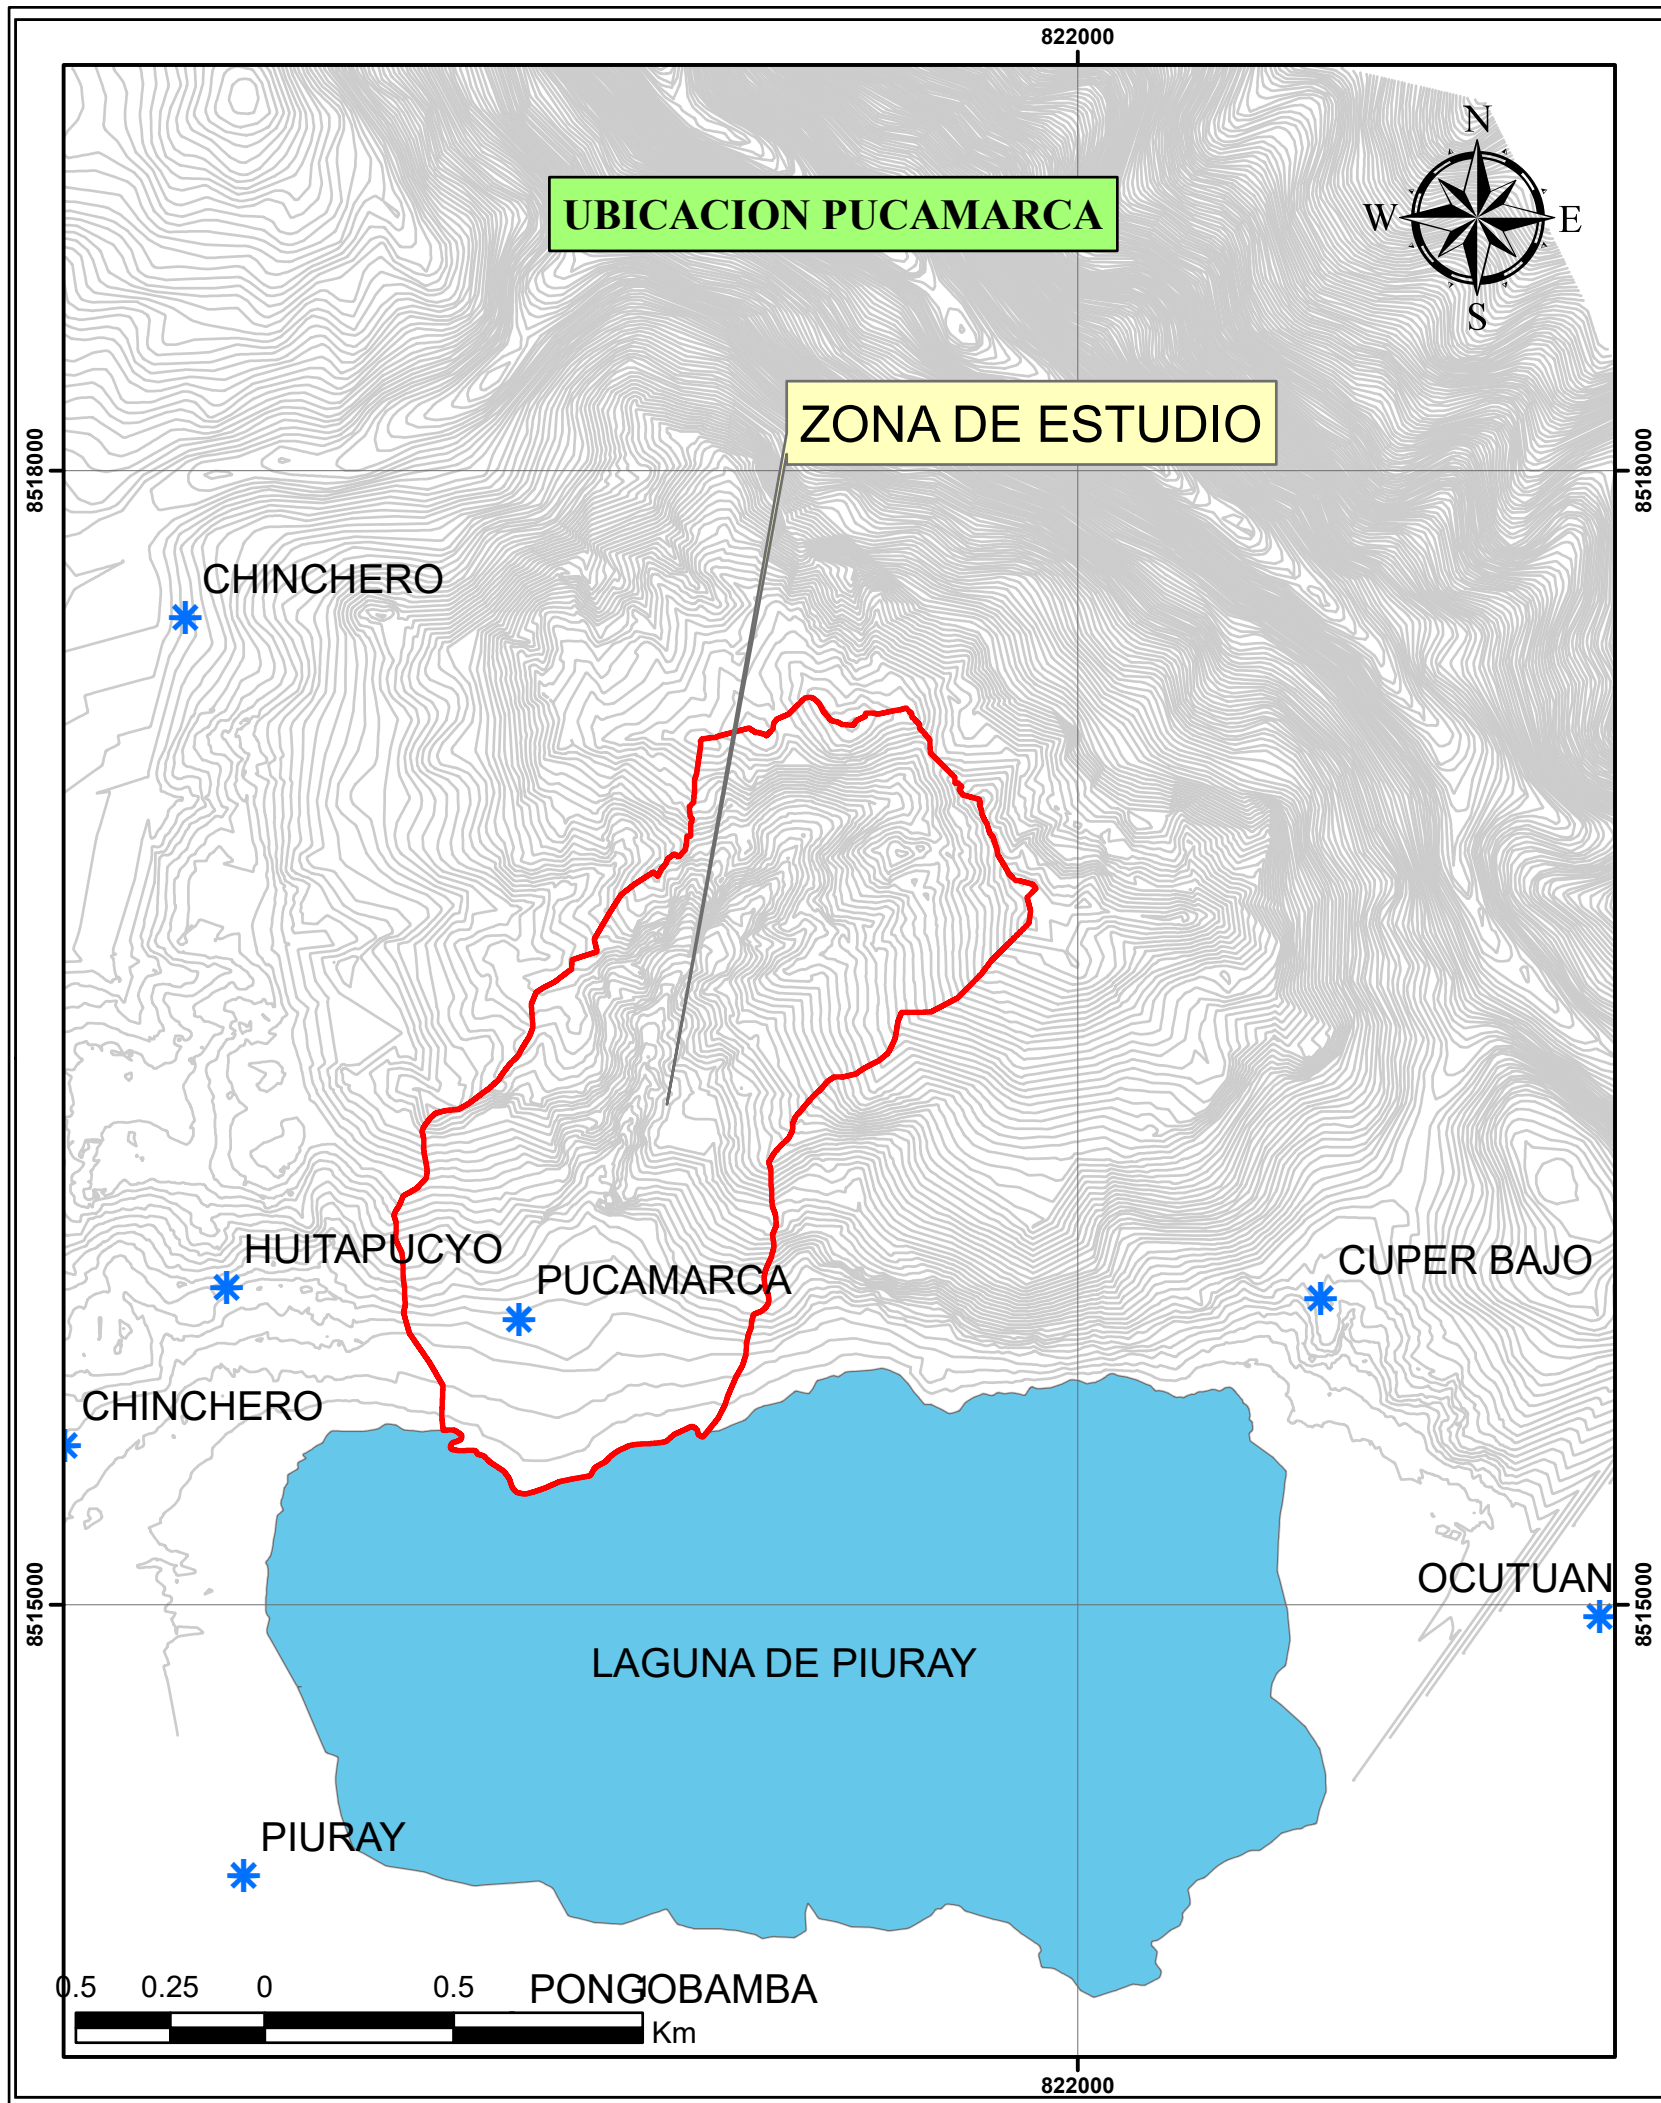 822000
N
UBICACION PUCAMARCA
W
E
S
ZONA DE ESTUDIO
8518000
8518000
CHINCHERO
HUITAPUCYO
PUCAMARCA
CUPER BAJO
CHINCHERO
OCUTUAN
8515000
8515000
LAGUNA DE PIURAY
PIURAY
0.5 0.25 0 0.5 1
PONGOBAMBA
Km
822000